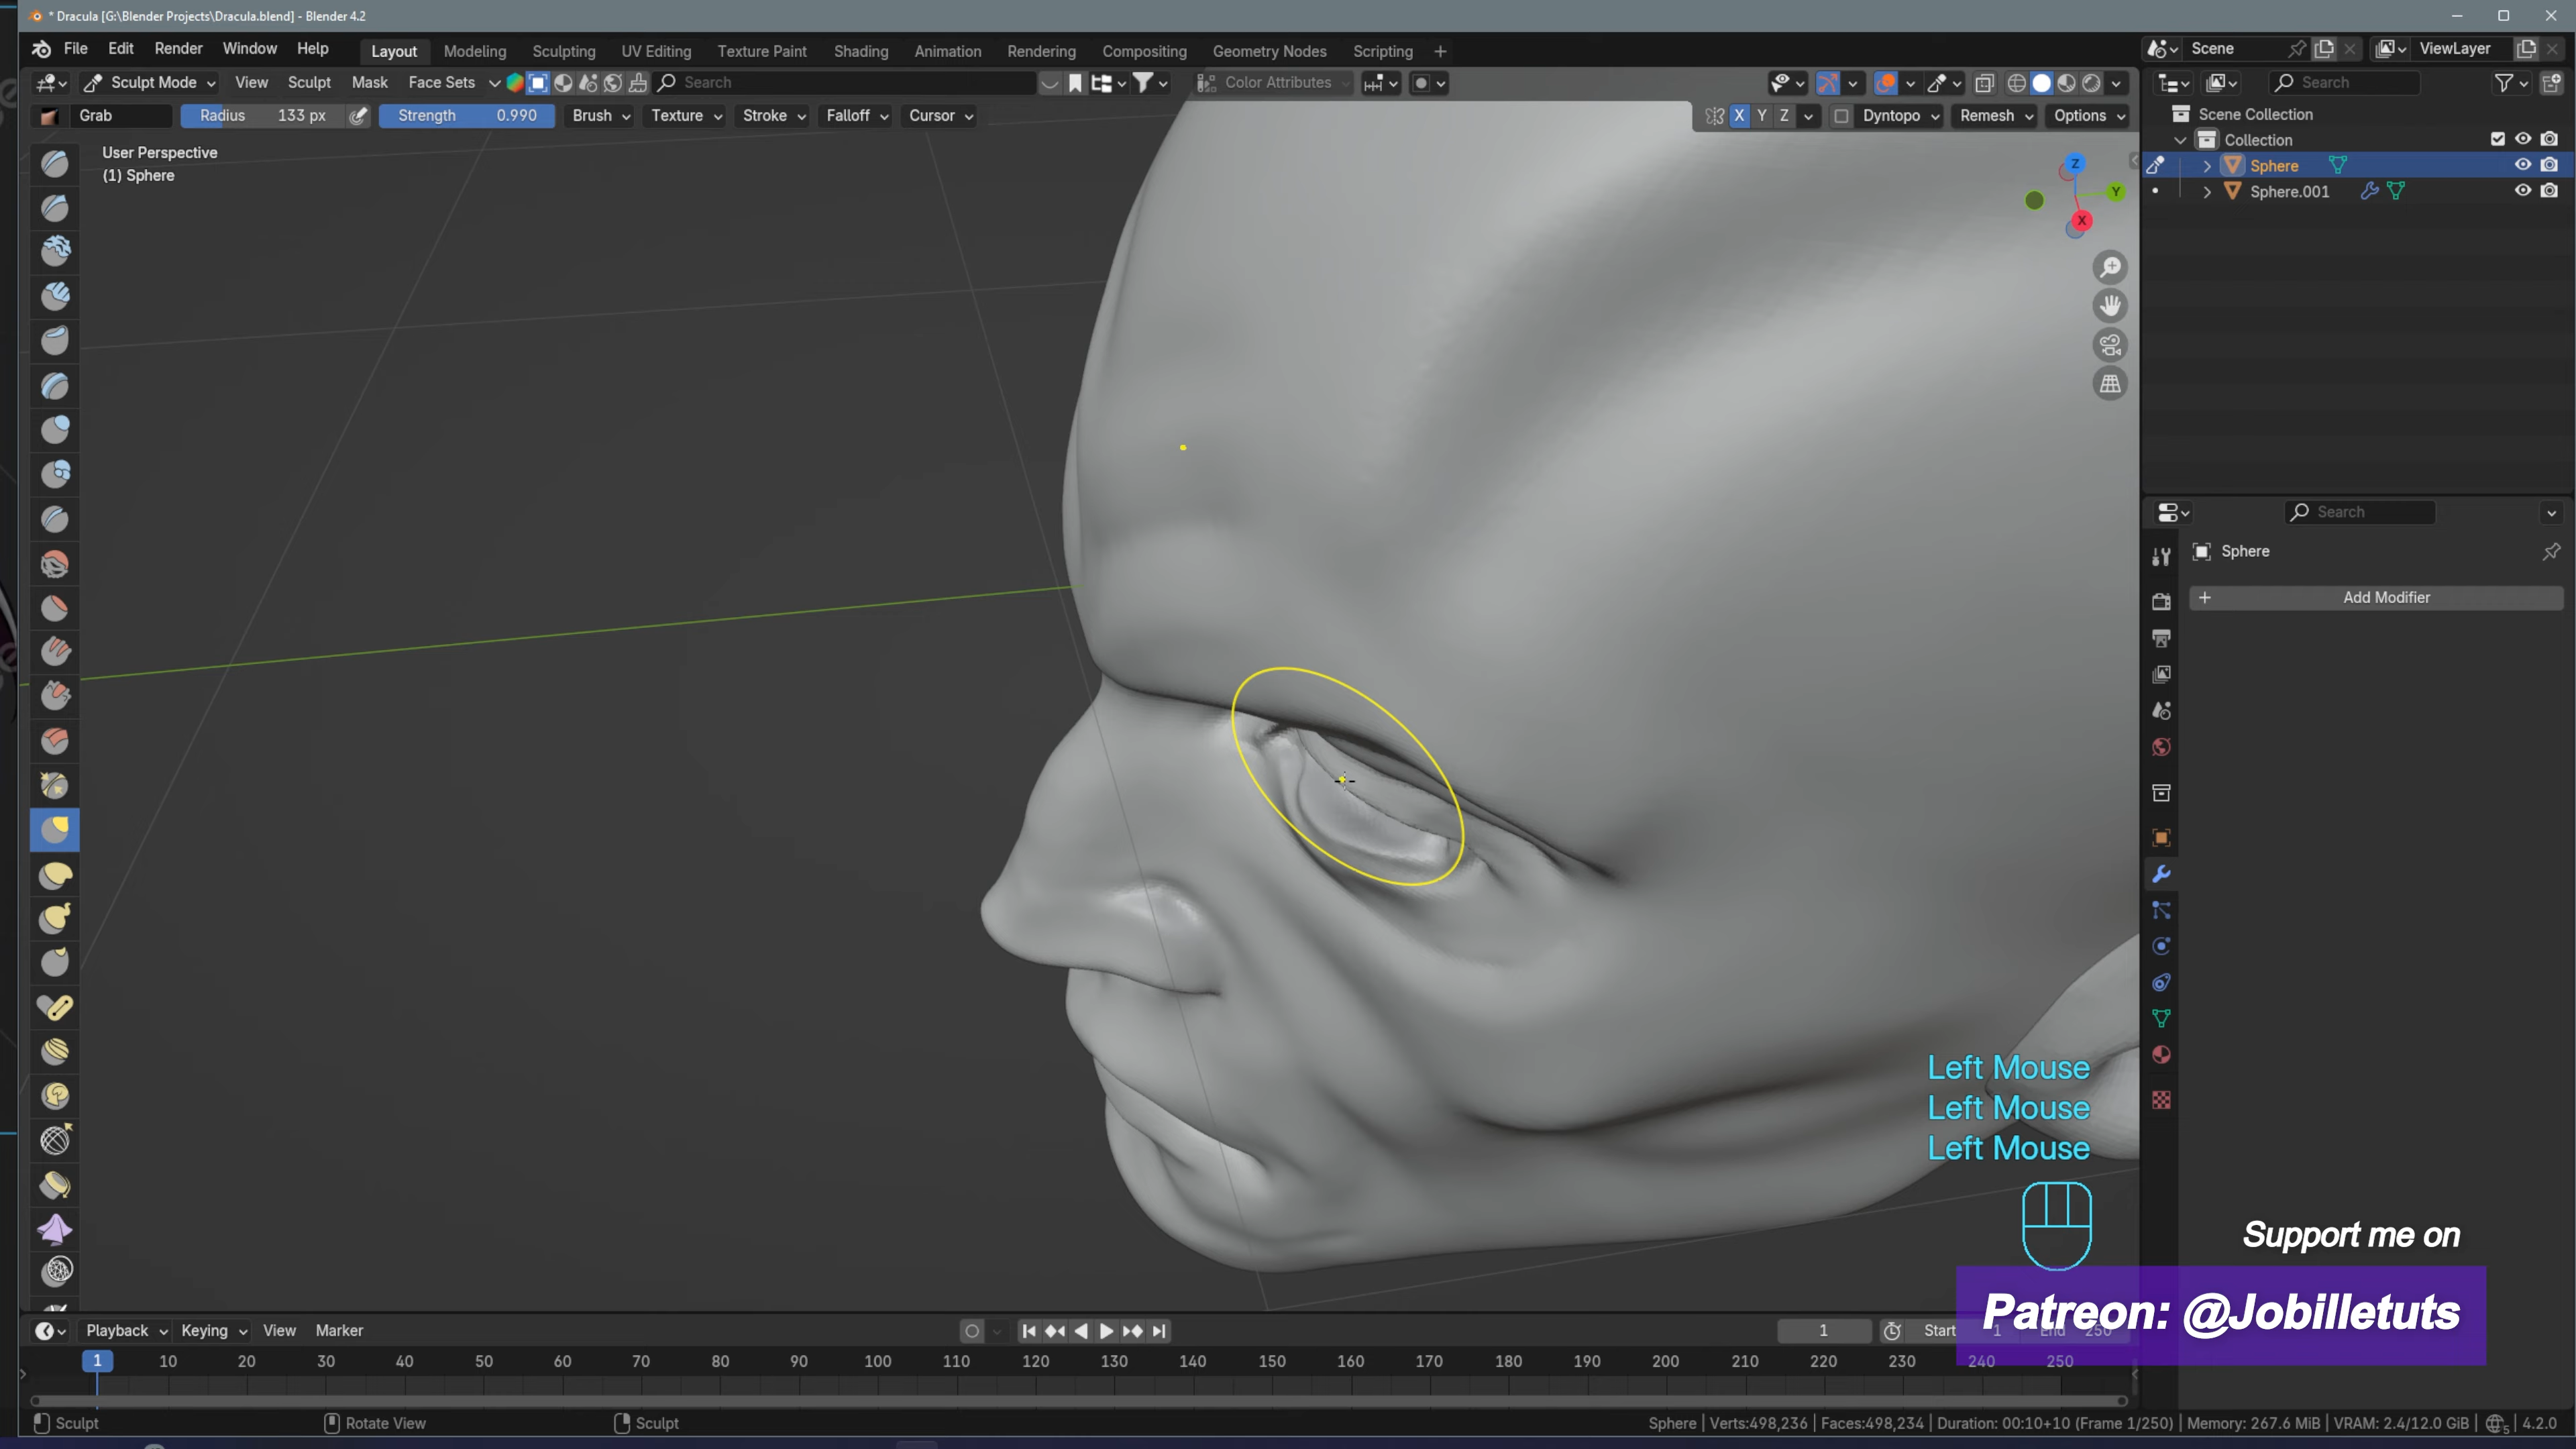 * Dracula [G:\Blender Projects\Dracula.blend] - Blender 4.2
File Edit Render Window Help Layout Modeling Sculpting UV Editing Texture Paint Shading Animation Rendering Compositing Geometry Nodes Scripting + Scene ViewLayer
Sculpt Mode View Sculpt Mask Face Sets Search Color Attributes Search
Grab Radius 133 px Strength 0.990 Brush Texture Stroke Falloff Cursor X Y Z Dyntopo Remesh Options
Scene Collection
Collection
Sphere
Sphere.001
User Perspective
(1) Sphere
Z
Y
X
Search
Sphere
+ Add Modifier
Left Mouse
Left Mouse
Left Mouse
Support me on
Patreon: @Jobilletuts
Playback Keying View Marker 1 Start 1 End 250
1 10 20 30 40 50 60 70 80 90 100 110 120 130 140 150 160 170 180 190 200 210 220 230 240 250
Sculpt Rotate View Sculpt Sphere | Verts:498,236 | Faces:498,234 | Duration: 00:10+10 (Frame 1/250) | Memory: 267.6 MiB | VRAM: 2.4/12.0 GiB | 5 | 4.2.0